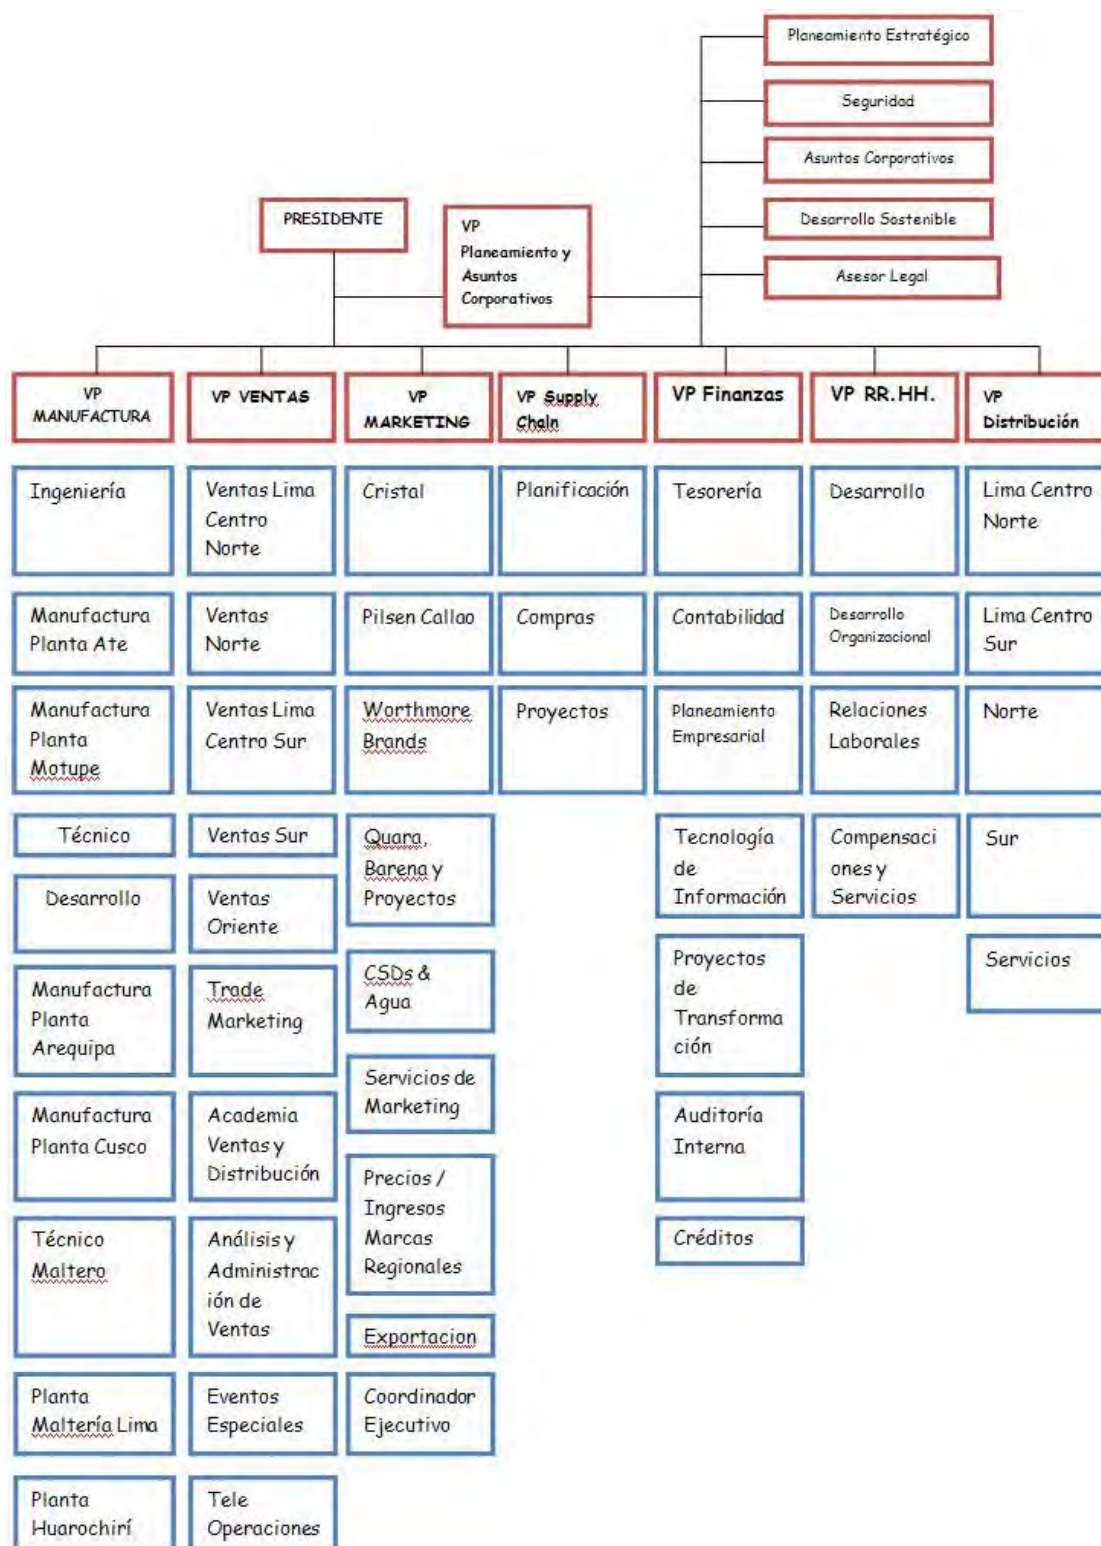 Planeamiento Estratégico
Seguridad
Asuntos Corporativos
Desarrollo Sostenible
Asesor Legal
PRESIDENTE
VP
Planeamiento y
Asuntos
Corporativos
VP
MANUFACTURA
VP VENTAS
VP
MARKETING
VP Supply
Chain
VP Finanzas
VP RR.HH.
VP
Distribución
Ingeniería
Manufactura
Planta Ate
Manufactura
Planta
Motupe
Técnico
Desarrollo
Manufactura
Planta
Arequipa
Manufactura
Planta Cusco
Técnico
Maltero
Planta
Maltería Lima
Planta
Huarochirí
Ventas Lima
Centro
Norte
Ventas
Norte
Ventas Lima
Centro Sur
Ventas Sur
Ventas
Oriente
Trade
Marketing
Academia
Ventas y
Distribución
Análisis y
Administrac
ión de
Ventas
Eventos
Especiales
Tele
Operaciones
Cristal
Pilsen Callao
Worthmore
Brands
Quara,
Barena y
Proyectos
CSDs &
Agua
Servicios de
Marketing
Precios /
Ingresos
Marcas
Regionales
Exportacion
Coordinador
Ejecutivo
Planificación
Compras
Proyectos
Tesorería
Contabilidad
Planeamiento
Empresarial
Tecnología
de
Información
Proyectos
de
Transforma
ción
Auditoría
Interna
Créditos
Desarrollo
Desarrollo
Organizacional
Relaciones
Laborales
Compensaci
ones y
Servicios
Lima Centro
Norte
Lima Centro
Sur
Norte
Sur
Servicios